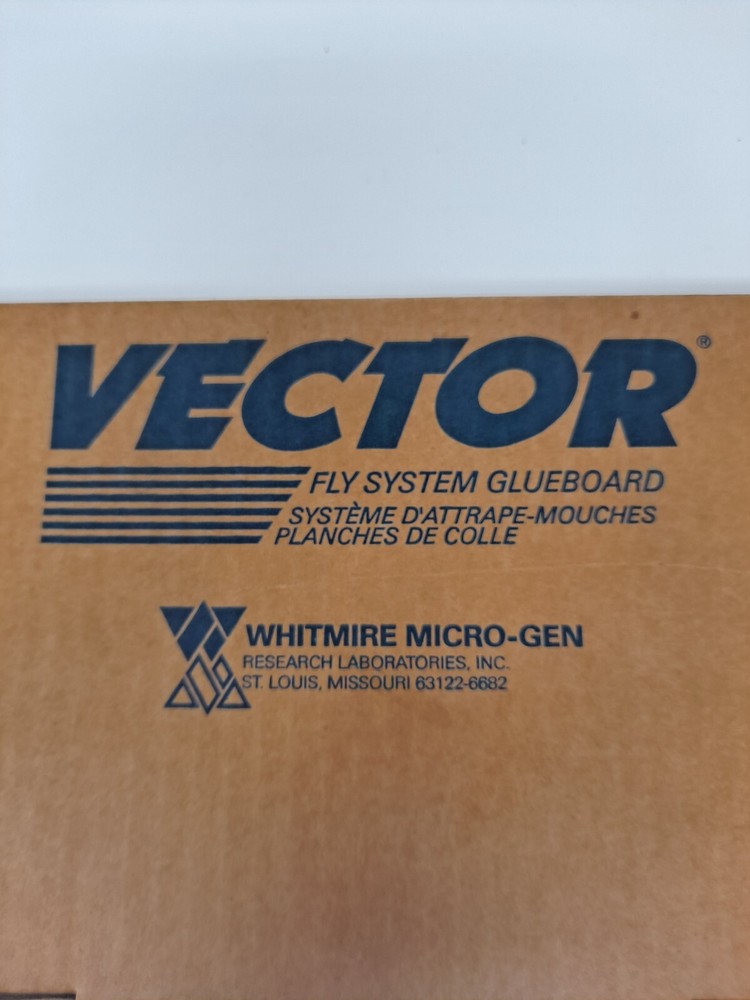 VECTOR®
FLY SYSTEM GLUEBOARD
SYSTÈME D'ATTRAPE-MOUCHES
PLANCHES DE COLLE
WHITMIRE MICRO-GEN
RESEARCH LABORATORIES, INC.
ST. LOUIS, MISSOURI 63122-6682